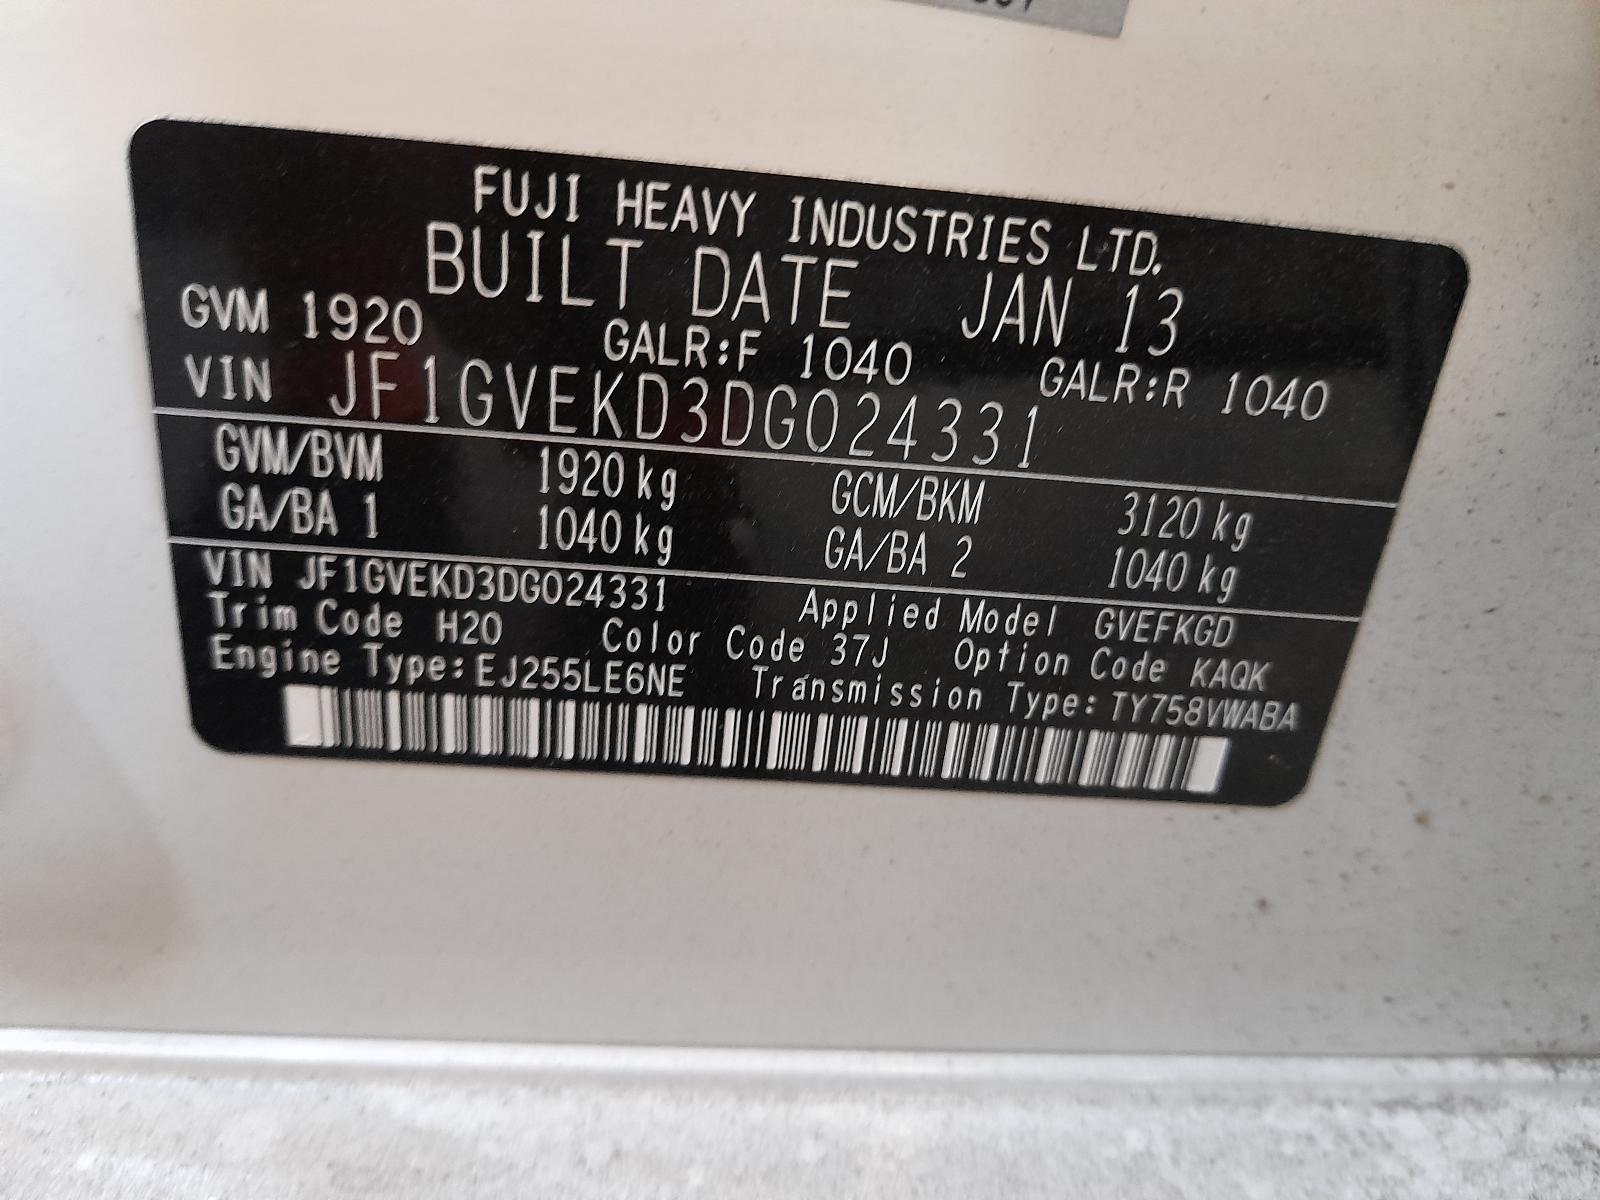 FUJI HEAVY INDUSTRIES LTD.
BUILT DATE JAN 13
GVM 1920 GALR:F 1040 GALR:R 1040
VIN JF1GVEKD3DG024331
GVM/BVM 1920 kg GCM/BKM 3120 kg
GA/BA 1 1040 kg GA/BA 2 1040 kg
VIN JF1GVEKD3DG024331 Applied Model GVEFKGD
Trim Code H20 Color Code 37J Option Code KAQK
Engine Type:EJ255LE6NE Transmission Type:TY758VWABA